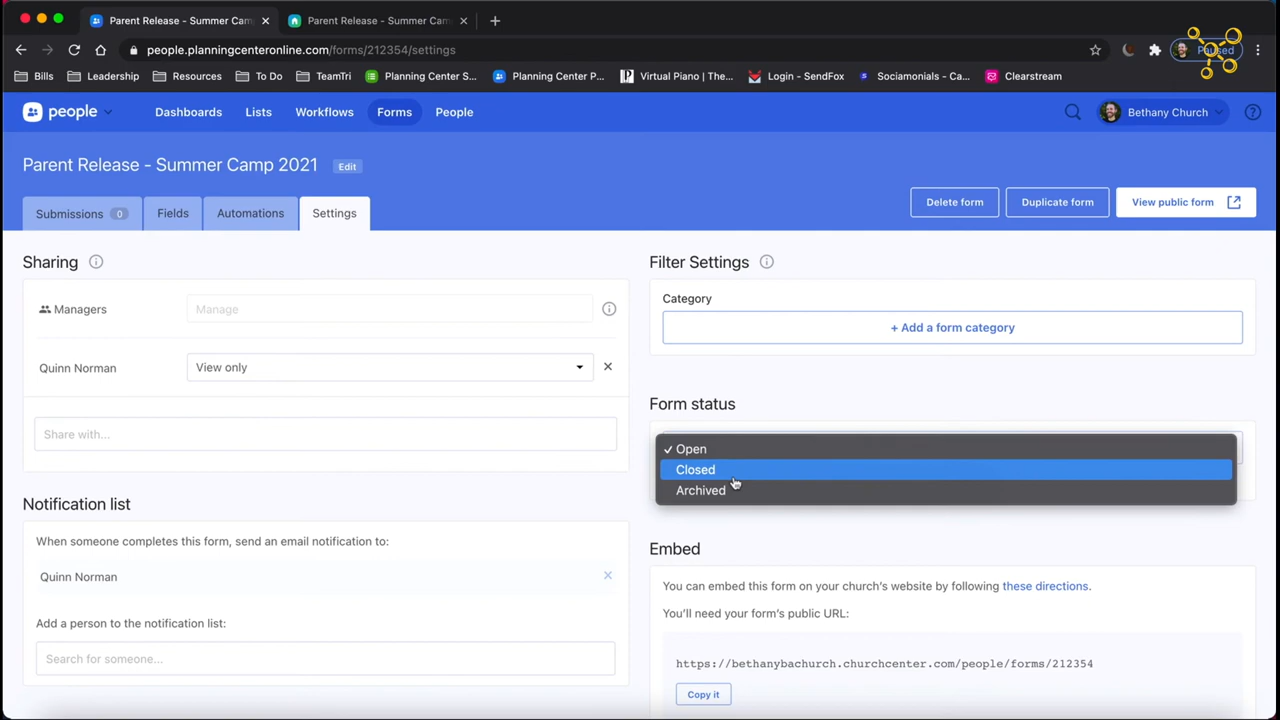 Parent Release - Summer Camp
Parent Release - Summer Camp
people.planningcenteronline.com/forms/212354/settings
Paused
Bills
Leadership
Resources
To Do
TeamTri
Planning Center S...
Planning Center P...
Virtual Piano | The...
Login - SendFox
Sociamonials - Ca...
Clearstream
people
Dashboards
Lists
Workflows
Forms
People
Bethany Church
Parent Release - Summer Camp 2021
Edit
Submissions 0
Fields
Automations
Settings
Delete form
Duplicate form
View public form
Sharing
Managers
Manage
Quinn Norman
View only
Share with...
Notification list
When someone completes this form, send an email notification to:
Quinn Norman
Add a person to the notification list:
Search for someone...
Filter Settings
Category
+ Add a form category
Form status
✓ Open
Closed
Archived
Embed
You can embed this form on your church's website by following these directions.
You'll need your form's public URL:
https://bethanybachurch.churchcenter.com/people/forms/212354
Copy it